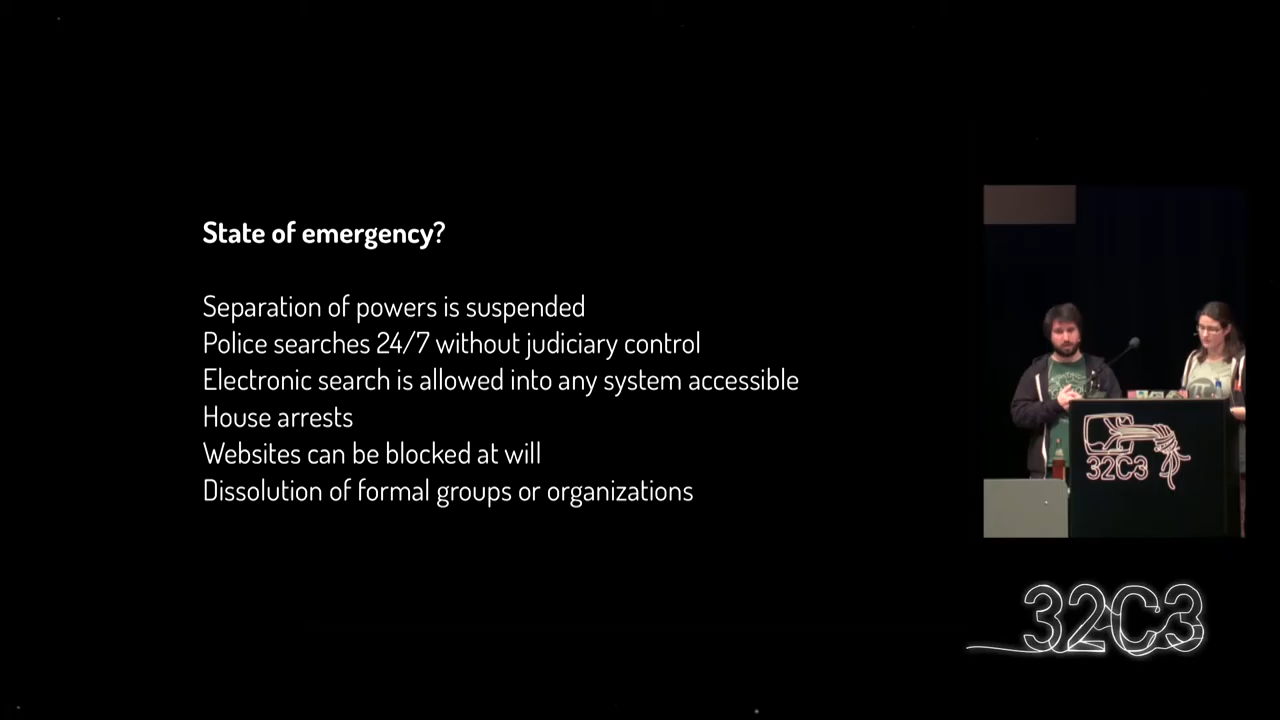 State of emergency?
Separation of powers is suspended
Police searches 24/7 without judiciary control
Electronic search is allowed into any system accessible
House arrests
Websites can be blocked at will
Dissolution of formal groups or organizations
32C3
32C3